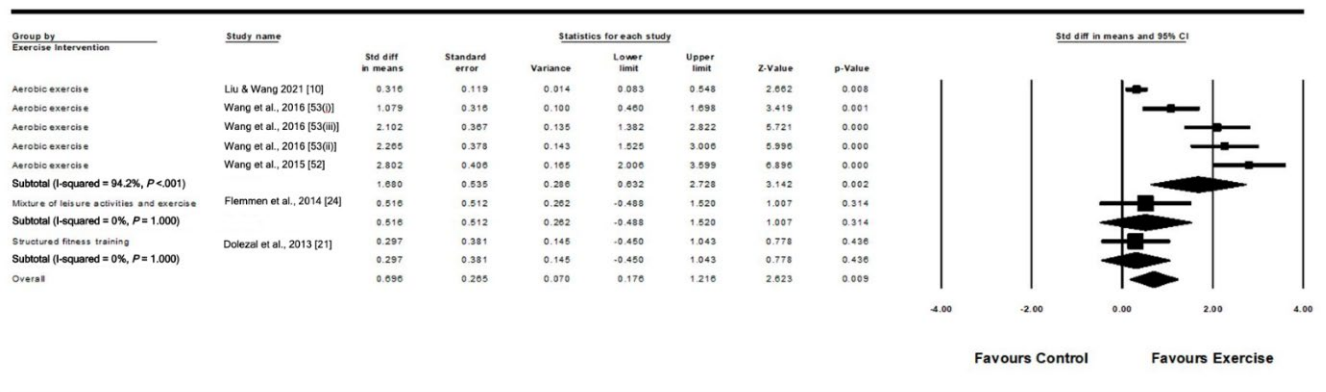 Group by Study name Statistics for each study Std diff in means and 95% CI
Exercise Intervention
Std diff Standard Lower Upper
in means error Variance limit limit Z-Value p-Value
Aerobic exercise Liu & Wang 2021 [10] 0.316 0.119 0.014 0.083 0.548 2.662 0.008
Aerobic exercise Wang et al., 2016 [53(i)] 1.079 0.316 0.100 0.460 1.698 3.419 0.001
Aerobic exercise Wang et al., 2016 [53(iii)] 2.102 0.367 0.135 1.382 2.822 5.721 0.000
Aerobic exercise Wang et al., 2016 [53(ii)] 2.265 0.378 0.143 1.525 3.006 5.996 0.000
Aerobic exercise Wang et al., 2015 [52] 2.802 0.406 0.165 2.006 3.599 6.896 0.000
Subtotal (I-squared = 94.2%, P <.001) 1.680 0.535 0.286 0.632 2.728 3.142 0.002
Mixture of leisure activities and exercise Flemmen et al., 2014 [24] 0.516 0.512 0.262 -0.488 1.520 1.007 0.314
Subtotal (I-squared = 0%, P = 1.000) 0.516 0.512 0.262 -0.488 1.520 1.007 0.314
Structured fitness training Dolezal et al., 2013 [21] 0.297 0.381 0.145 -0.450 1.043 0.778 0.436
Subtotal (I-squared = 0%, P = 1.000) 0.297 0.381 0.145 -0.450 1.043 0.778 0.436
Overall 0.696 0.265 0.070 0.176 1.216 2.623 0.009
-4.00 -2.00 0.00 2.00 4.00
Favours Control Favours Exercise